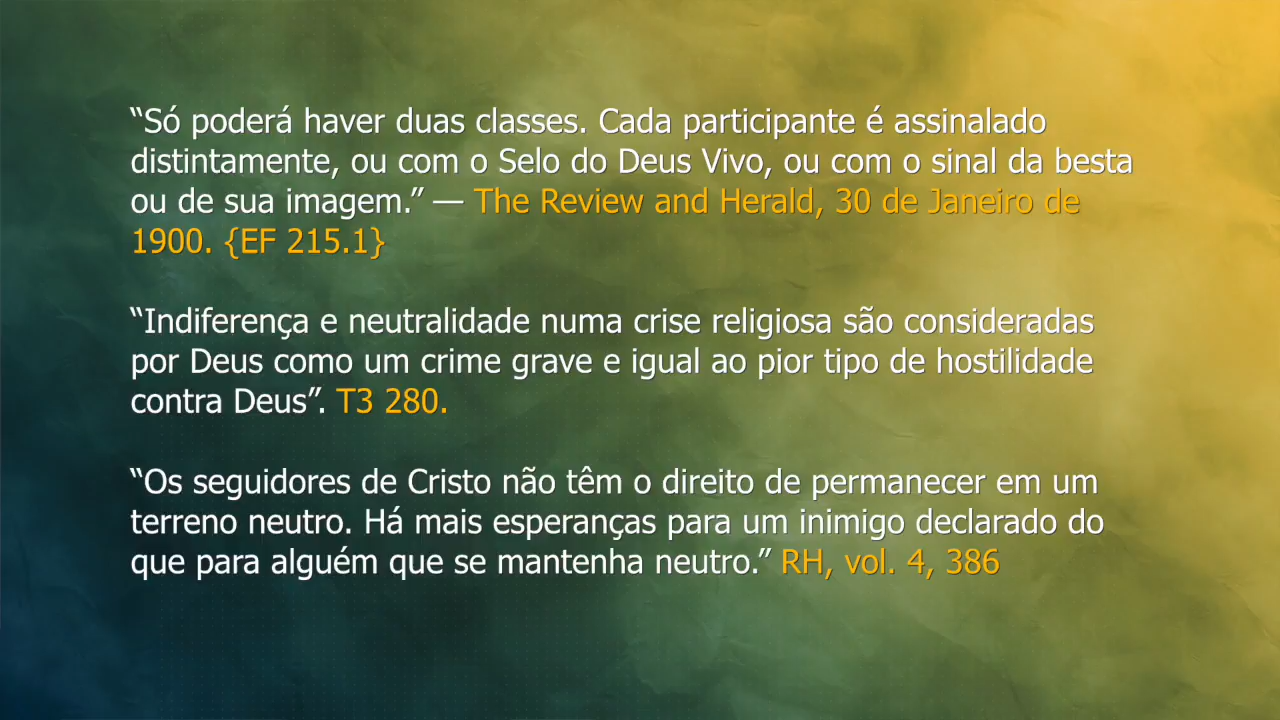 “Só poderá haver duas classes. Cada participante é assinalado
distintamente, ou com o Selo do Deus Vivo, ou com o sinal da besta
ou de sua imagem.” — The Review and Herald, 30 de Janeiro de
1900. {EF 215.1}
“Indiferença e neutralidade numa crise religiosa são consideradas
por Deus como um crime grave e igual ao pior tipo de hostilidade
contra Deus”. T3 280.
“Os seguidores de Cristo não têm o direito de permanecer em um
terreno neutro. Há mais esperanças para um inimigo declarado do
que para alguém que se mantenha neutro.” RH, vol. 4, 386